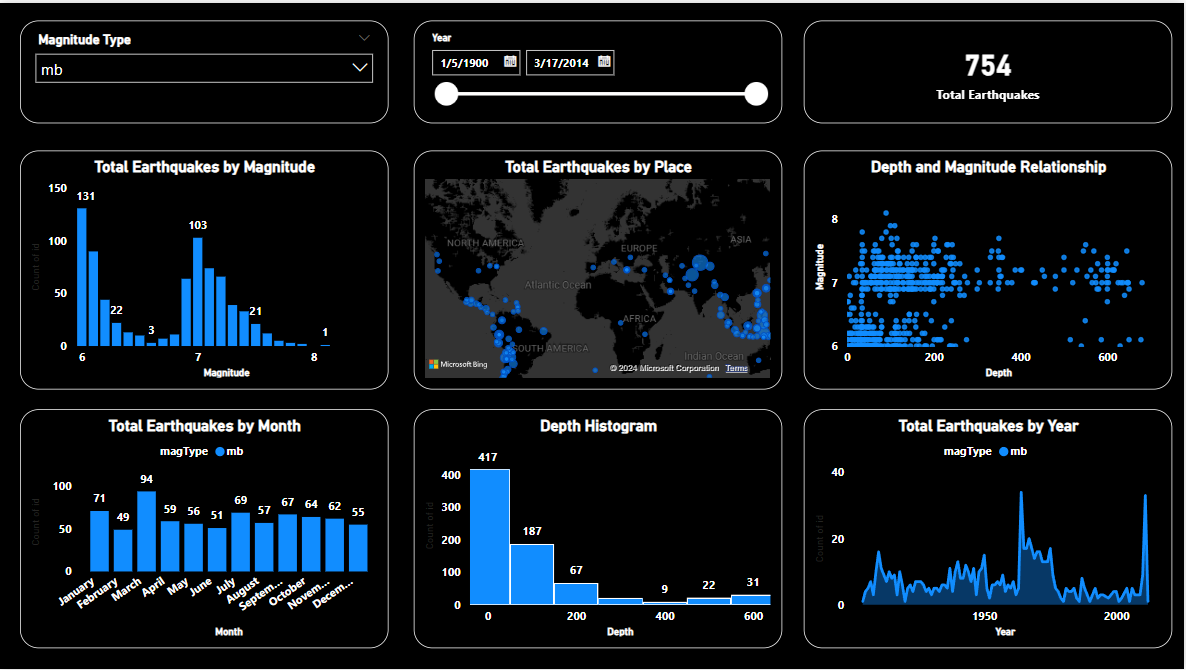 Magnitude Type
mb
Year
1/5/1900
3/17/2014
754
Total Earthquakes
Total Earthquakes by Magnitude
150
100
50
0
Count of id
131
22
3
103
21
1
6 7 8
Magnitude
Total Earthquakes by Place
NORTH AMERICA
EUROPE
ASIA
Atlantic Ocean
AFRICA
SOUTH AMERICA
Indian Ocean
Microsoft Bing
© 2024 Microsoft Corporation Terms
Depth and Magnitude Relationship
Magnitude
8
7
6
0 200 400 600
Depth
Total Earthquakes by Month
magType mb
Count of id
100
50
0
71 49 94 59 56 51 69 57 67 64 62 55
January February March April May June July August Septem... October Novem... Decem...
Month
Depth Histogram
Count of id
400
300
200
100
0
417 187 67 9 22 31
0 200 400 600
Depth
Total Earthquakes by Year
magType mb
Count of id
40
20
0
1950 2000
Year